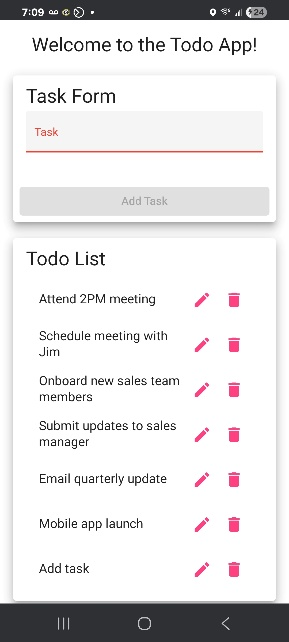 7:09
24
Welcome to the Todo App!
Task Form
Task
Add Task
Todo List
Attend 2PM meeting
Schedule meeting with
Jim
Onboard new sales team
members
Submit updates to sales
manager
Email quarterly update
Mobile app launch
Add task